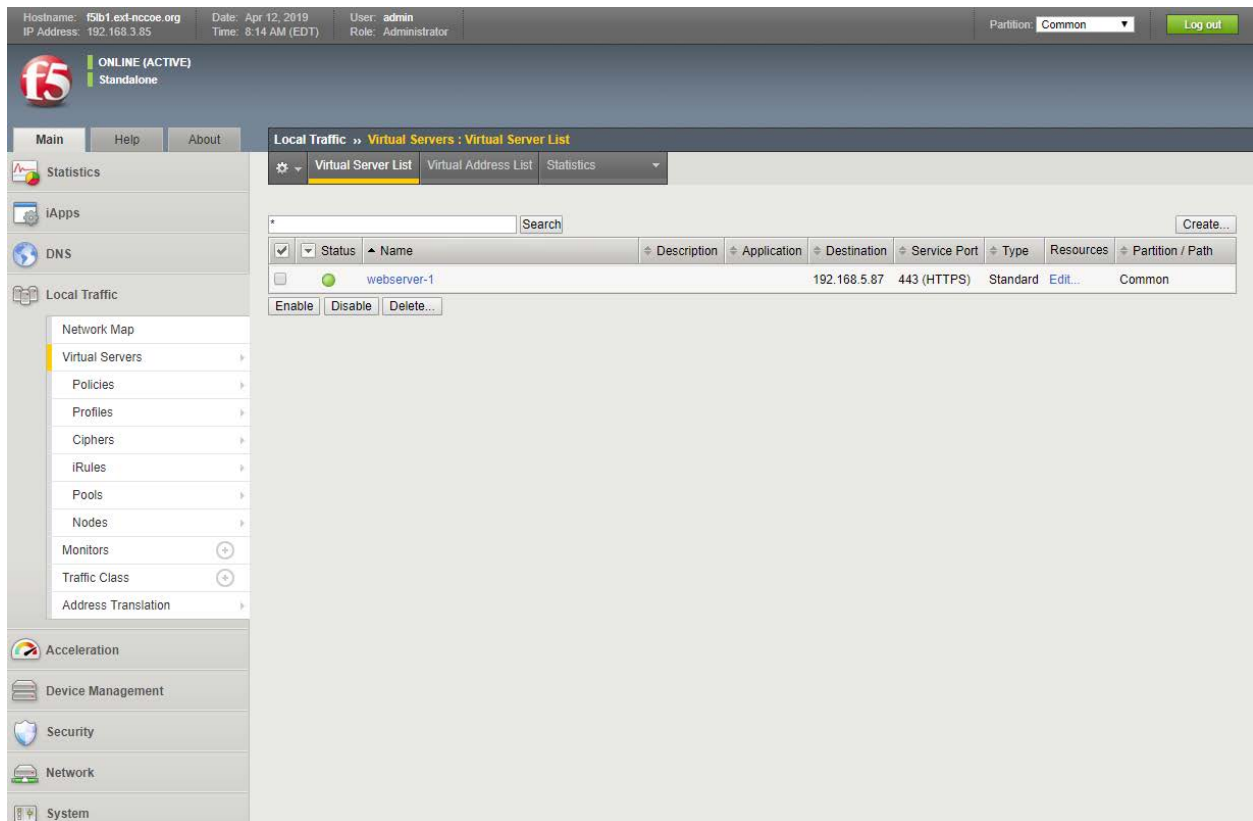 Hostname: f5lb1.ext-nccoe.org Date: Apr 12, 2019 User: admin
IP Address: 192.168.3.85 Time: 8:14 AM (EDT) Role: Administrator
Partition: Common Log out
f5
ONLINE (ACTIVE)
Standalone
Main Help About
Statistics
iApps
DNS
Local Traffic
Network Map
Virtual Servers
Policies
Profiles
Ciphers
iRules
Pools
Nodes
Monitors
Traffic Class
Address Translation
Acceleration
Device Management
Security
Network
System
Local Traffic ›› Virtual Servers : Virtual Server List
Virtual Server List Virtual Address List Statistics
* Search Create...
Status Name Description Application Destination Service Port Type Resources Partition / Path
webserver-1 192.168.5.87 443 (HTTPS) Standard Edit... Common
Enable Disable Delete...